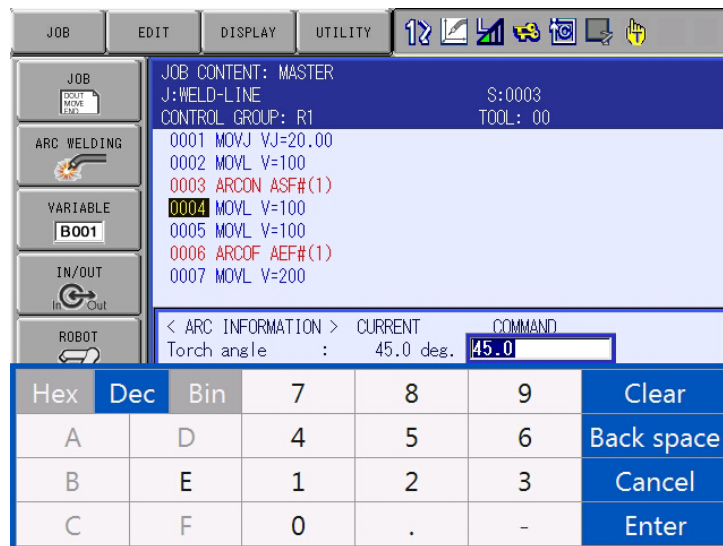 JOB EDIT DISPLAY UTILITY
JOB
DOUT
MOVE
END
ARC WELDING
VARIABLE
B001
IN/OUT
In Out
ROBOT
JOB CONTENT: MASTER
J:WELD-LINE S:0003
CONTROL GROUP: R1 TOOL: 00
0001 MOVJ VJ=20.00
0002 MOVL V=100
0003 ARCON ASF#(1)
0004 MOVL V=100
0005 MOVL V=100
0006 ARCOF AEF#(1)
0007 MOVL V=200
< ARC INFORMATION > CURRENT COMMAND
Torch angle : 45.0 deg. 45.0
Hex Dec Bin 7 8 9 Clear
A D 4 5 6 Back space
B E 1 2 3 Cancel
C F 0 . - Enter